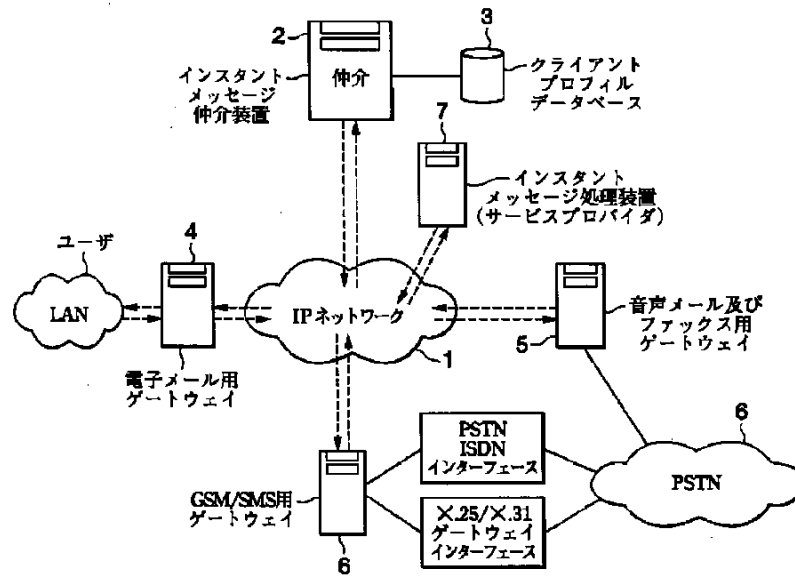 2
3
仲介
インスタント
メッセージ
仲介装置
クライアント
プロフィル
データベース
7
インスタント
メッセージ処理装置
(サービスプロバイダ)
ユーザ
4
LAN
IPネットワーク
音声メール及び
ファックス用
ゲートウェイ
5
1
電子メール用
ゲートウェイ
PSTN
ISDN
インターフェース
6
PSTN
GSM/SMS用
ゲートウェイ
X.25/X.31
ゲートウェイ
インターフェース
6